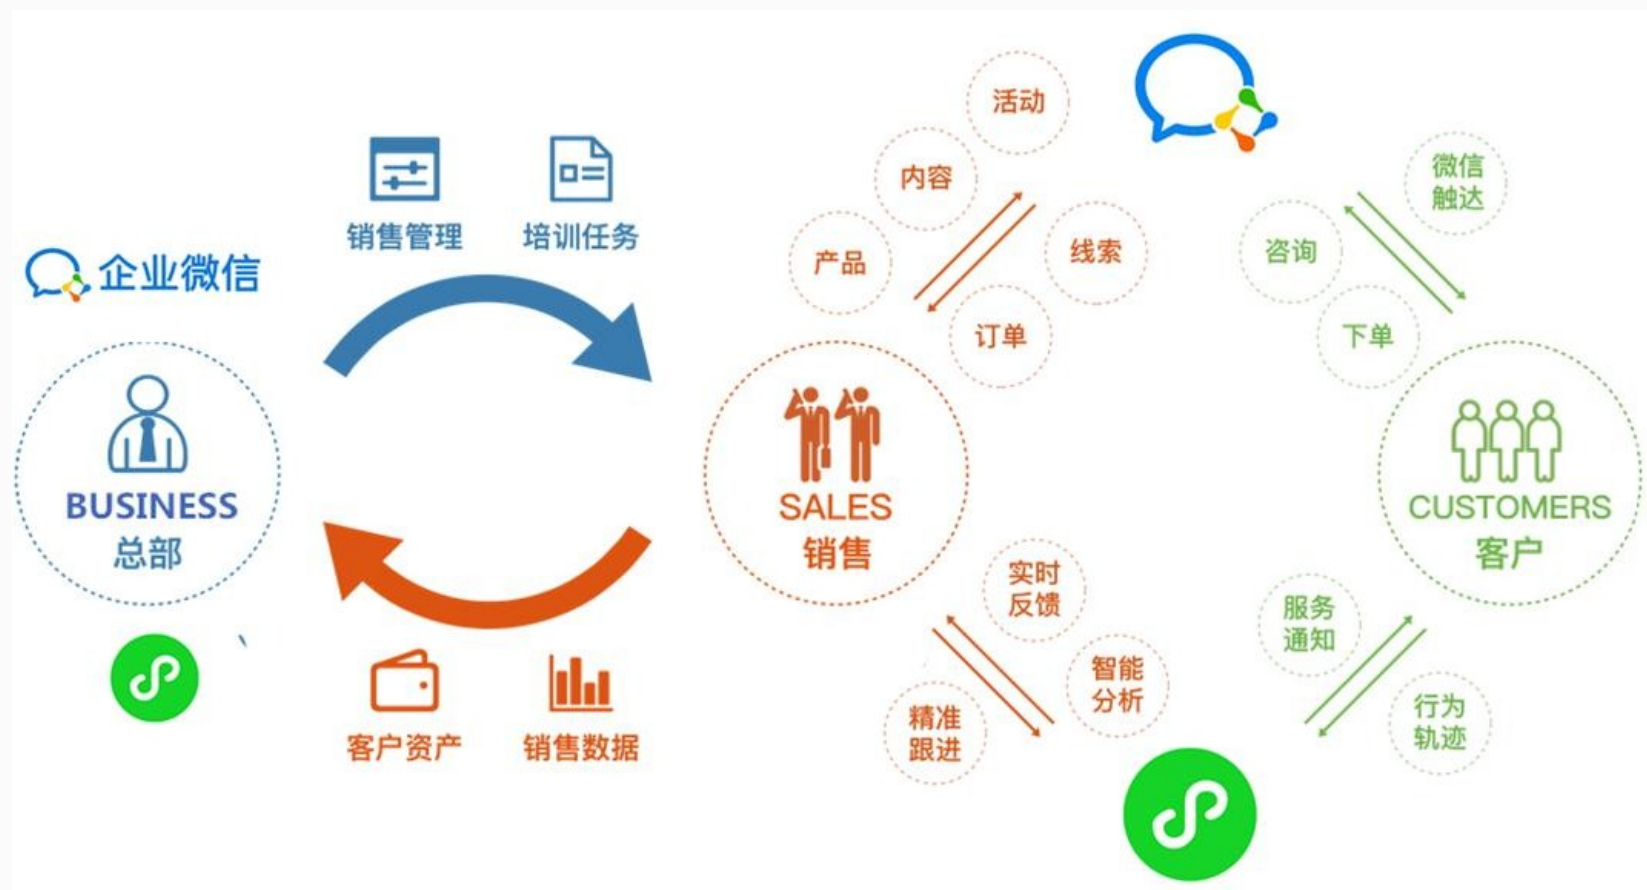 企业微信
BUSINESS
总部
销售管理
培训任务
客户资产
销售数据
活动
内容
产品
线索
订单
SALES
销售
实时
反馈
智能
分析
精准
跟进
微信
触达
咨询
下单
CUSTOMERS
客户
服务
通知
行为
轨迹